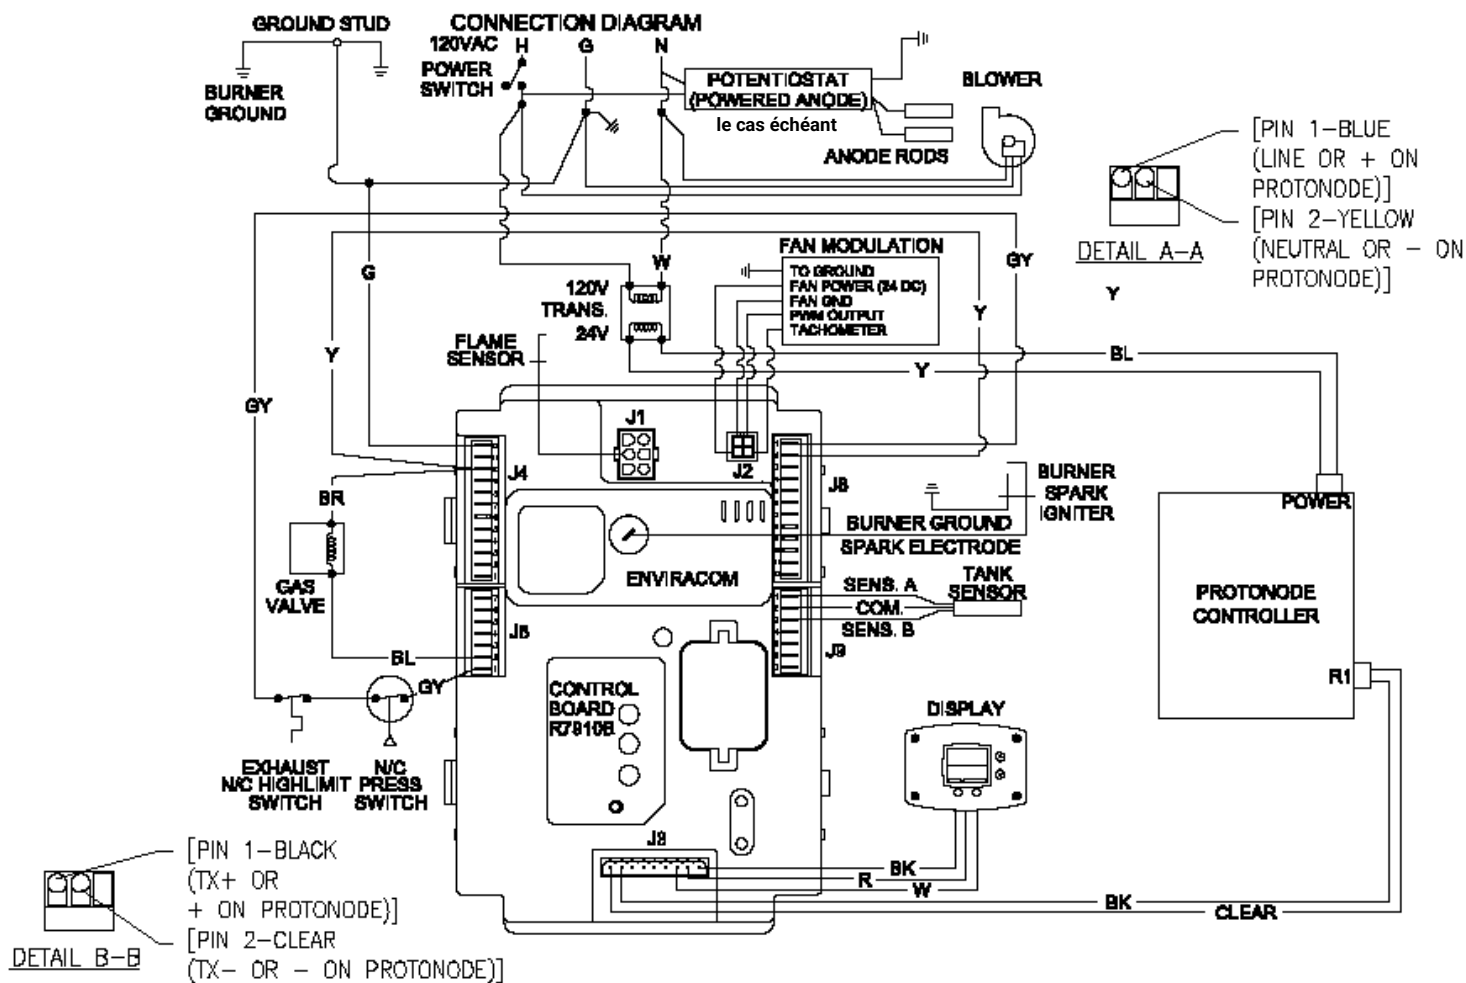 GROUND STUD
CONNECTION DIAGRAM
120VAC H G N
POWER
SWITCH
BURNER
GROUND
POTENTIOSTAT
(POWERED ANODE)
le cas échéant
ANODE RODS
BLOWER
[PIN 1-BLUE
(LINE OR + ON
PROTONODE)]
[PIN 2-YELLOW
(NEUTRAL OR - ON
PROTONODE)]
DETAIL A-A
Y
FAN MODULATION
TO GROUND
FAN POWER (24 DC)
FAN GND
PWM OUTPUT
TACHOMETER
G
W
GY
Y
120V
TRANS.
24V
FLAME
SENSOR
Y
BL
Y
GY
J1
J2
J4
J8
BR
GAS
VALVE
BURNER
SPARK
IGNITER
BURNER GROUND
SPARK ELECTRODE
ENVIRACOM
POWER
PROTONODE
CONTROLLER
R1
SENS. A
COM.
SENS. B
TANK
SENSOR
J5
J9
BL
GY
CONTROL
BOARD
R7910B
DISPLAY
EXHAUST
N/C HIGHLIMIT
SWITCH
N/C
PRESS
SWITCH
J3
BK
R
W
BK
CLEAR
[PIN 1-BLACK
(TX+ OR
+ ON PROTONODE)]
[PIN 2-CLEAR
(TX- OR - ON PROTONODE)]
DETAIL B-B